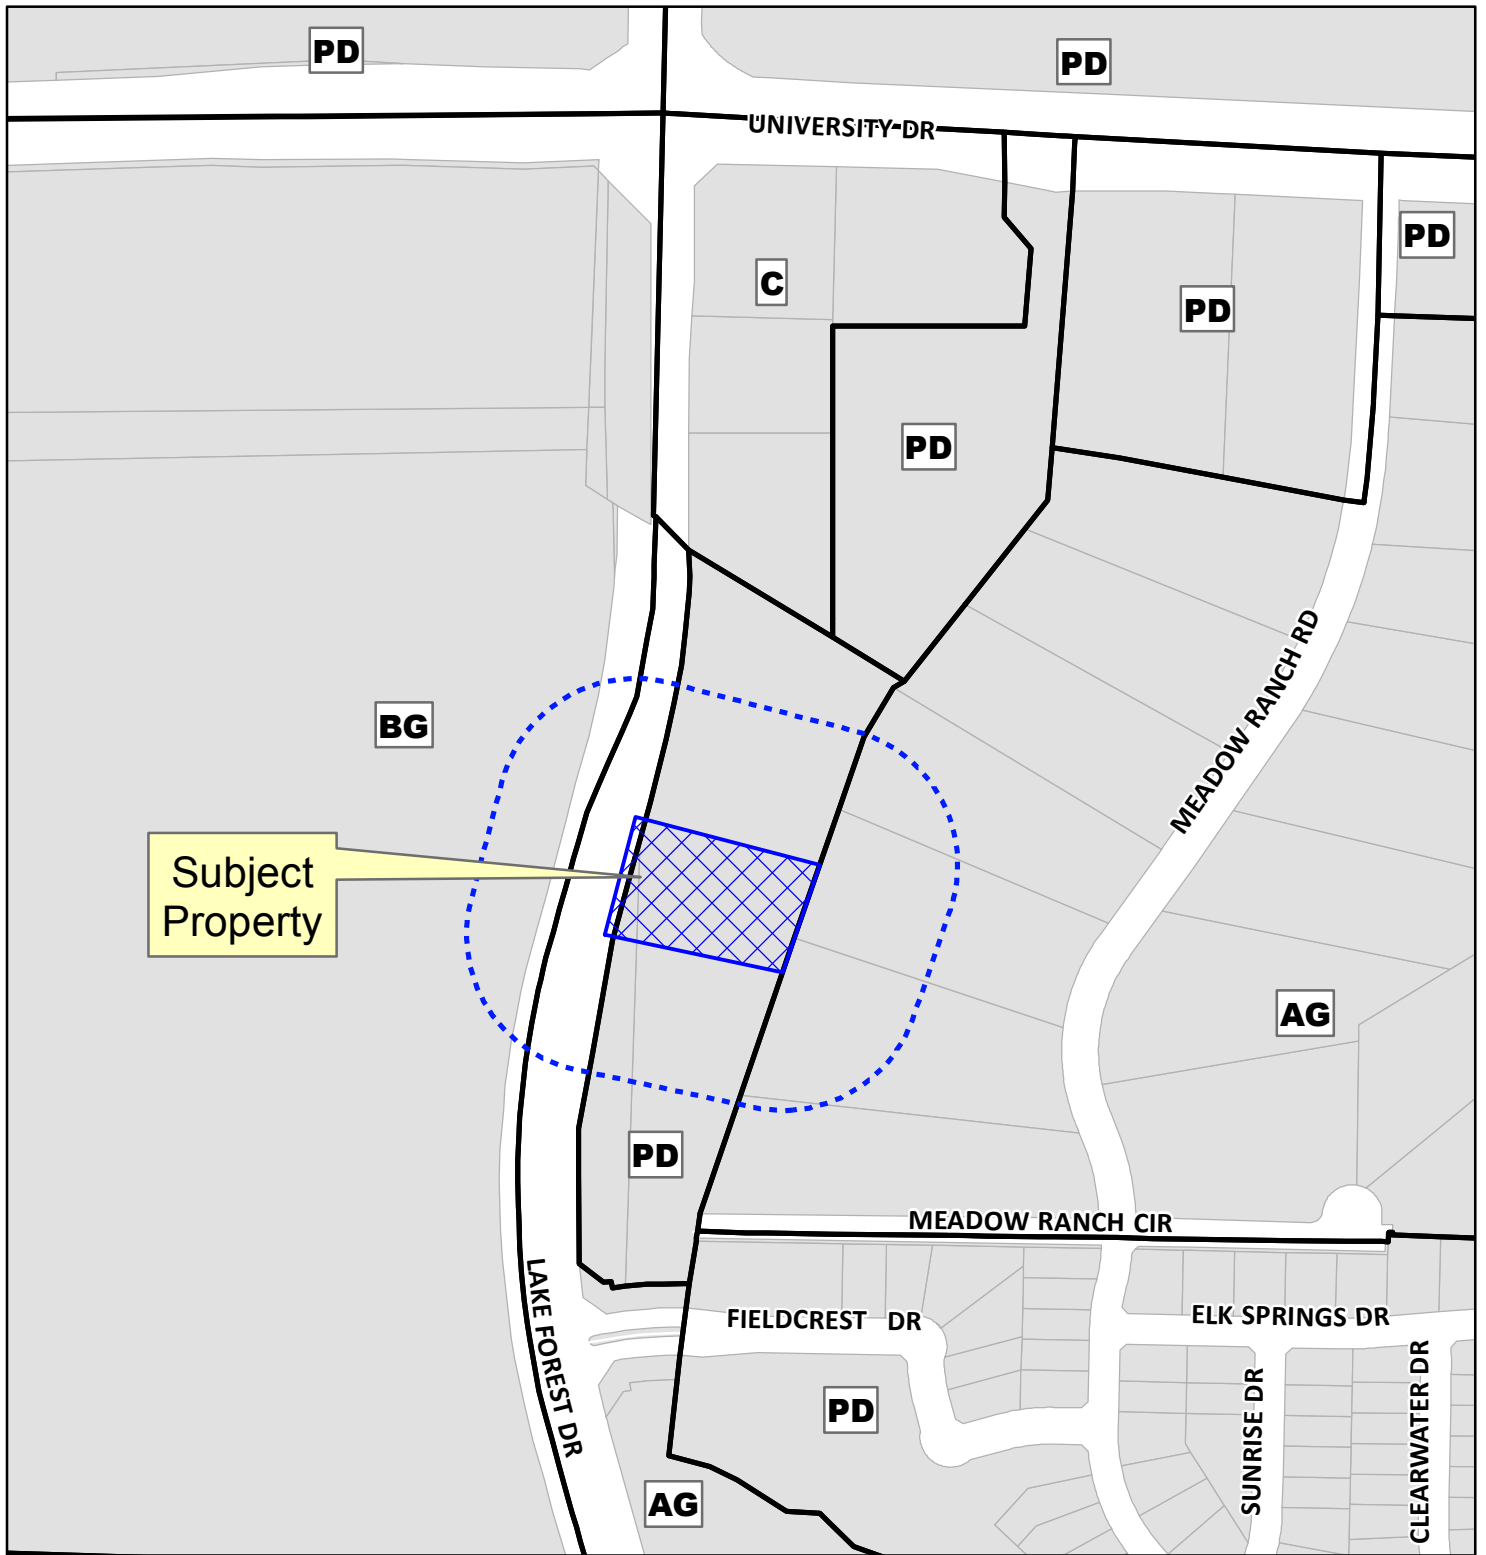 PD
PD
UNIVERSITY DR
PD
C
PD
PD
MEADOW RANCH RD
BG
Subject
Property
AG
PD
MEADOW RANCH CIR
LAKE FOREST DR
FIELDCREST DR
ELK SPRINGS DR
SUNRISE DR
CLEARWATER DR
PD
AG